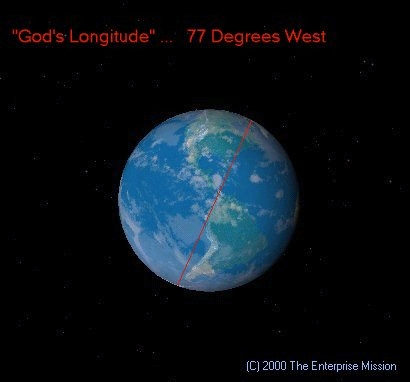 "God's Longitude" ... 77 Degrees West
(C) 2000 The Enterprise Mission